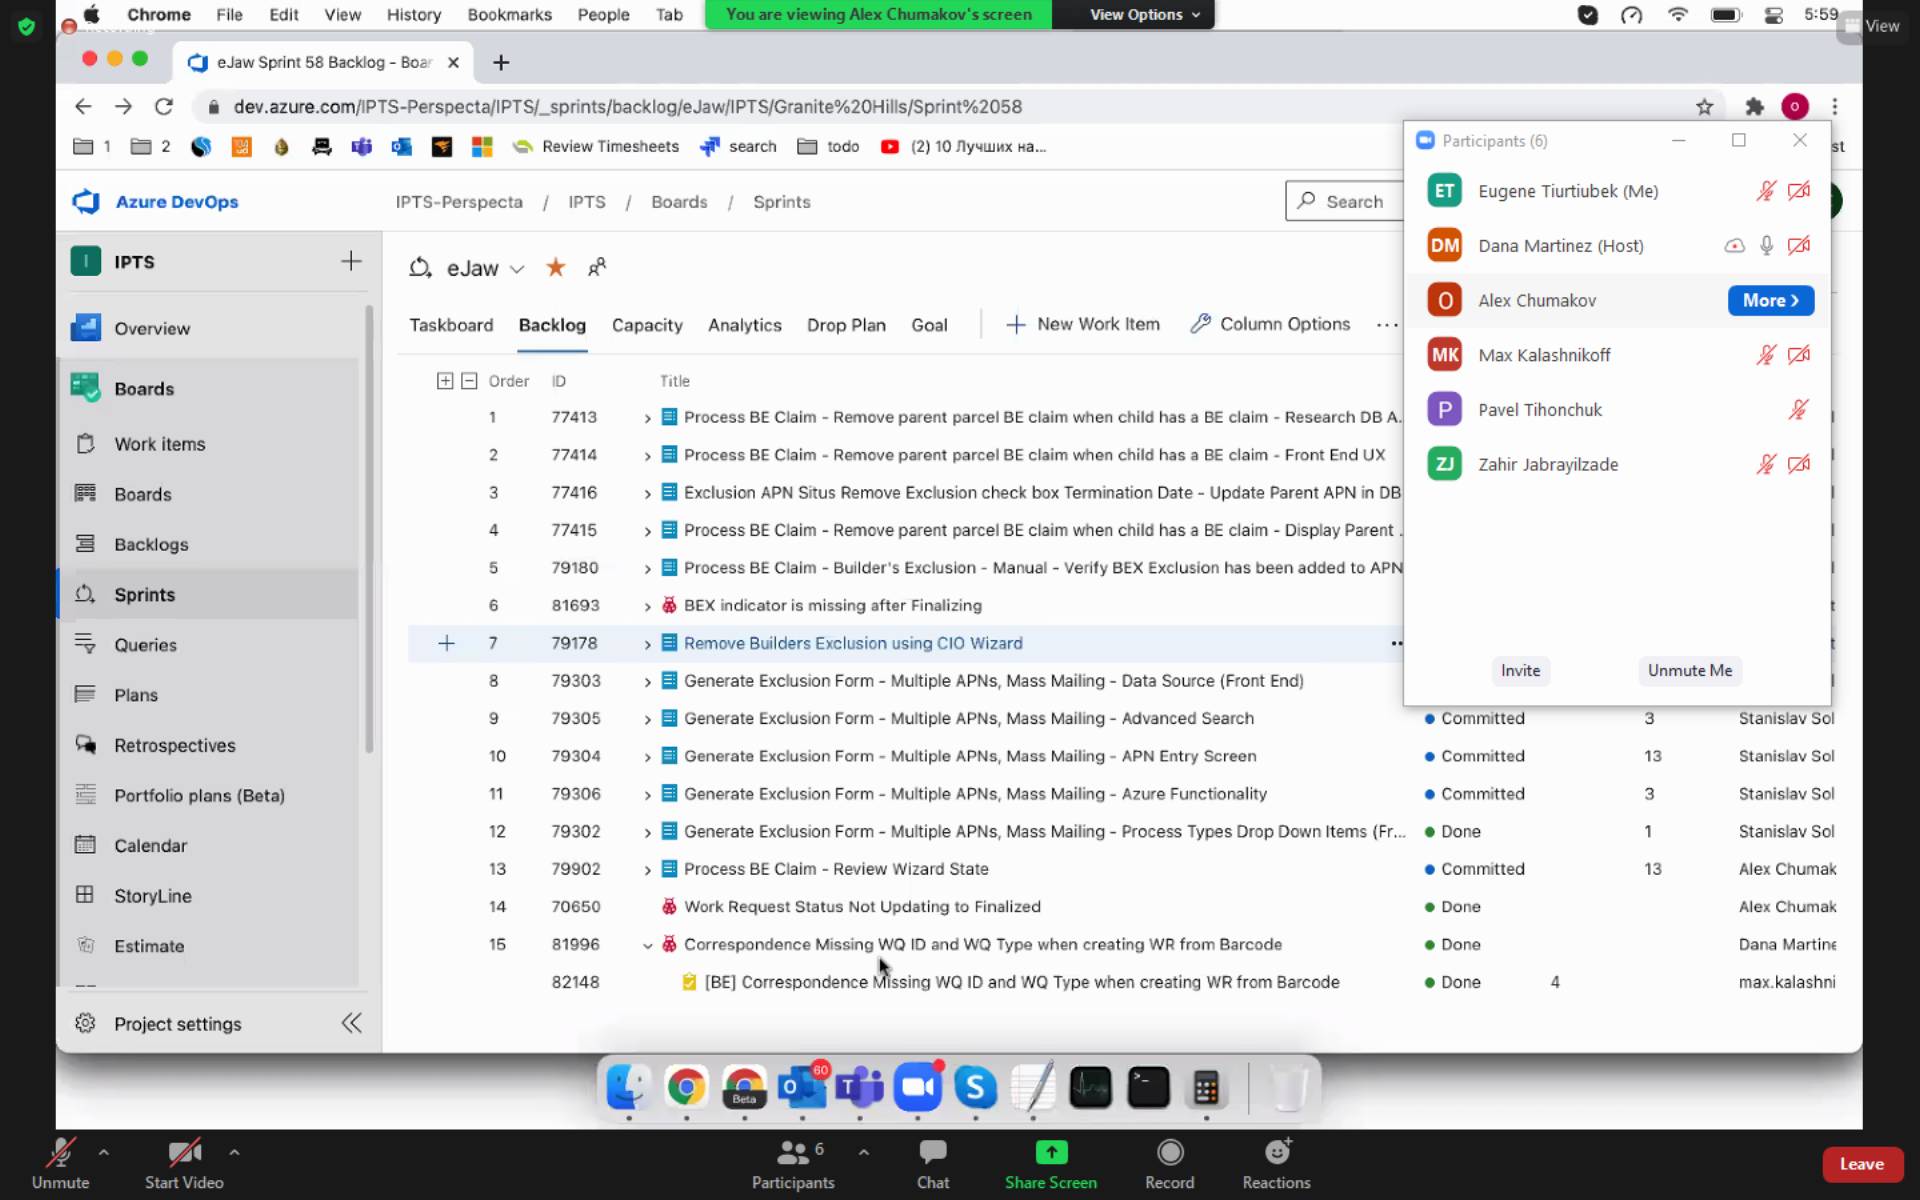 Chrome File Edit View History Bookmarks People Tab
You are viewing Alex Chumakov's screen View Options
5:59
View
eJaw Sprint 58 Backlog - Boar
dev.azure.com/IPTS-Perspecta/IPTS/_sprints/backlog/eJaw/IPTS/Granite%20Hills/Sprint%2058
O
1 2 Review Timesheets search todo (2) 10 Лучших на...
st
Azure DevOps
IPTS-Perspecta / IPTS / Boards / Sprints
Search
I IPTS
Overview
Boards
Work items
Boards
Backlogs
Sprints
Queries
Plans
Retrospectives
Portfolio plans (Beta)
Calendar
StoryLine
Estimate
Project settings
eJaw
Taskboard Backlog Capacity Analytics Drop Plan Goal New Work Item Column Options
Order ID Title
1 77413 Process BE Claim - Remove parent parcel BE claim when child has a BE claim - Research DB A...
2 77414 Process BE Claim - Remove parent parcel BE claim when child has a BE claim - Front End UX
3 77416 Exclusion APN Situs Remove Exclusion check box Termination Date - Update Parent APN in DB
4 77415 Process BE Claim - Remove parent parcel BE claim when child has a BE claim - Display Parent ...
5 79180 Process BE Claim - Builder's Exclusion - Manual - Verify BEX Exclusion has been added to APN
6 81693 BEX indicator is missing after Finalizing
7 79178 Remove Builders Exclusion using CIO Wizard
8 79303 Generate Exclusion Form - Multiple APNs, Mass Mailing - Data Source (Front End)
9 79305 Generate Exclusion Form - Multiple APNs, Mass Mailing - Advanced Search Committed 3 Stanislav Sol
10 79304 Generate Exclusion Form - Multiple APNs, Mass Mailing - APN Entry Screen Committed 13 Stanislav Sol
11 79306 Generate Exclusion Form - Multiple APNs, Mass Mailing - Azure Functionality Committed 3 Stanislav Sol
12 79302 Generate Exclusion Form - Multiple APNs, Mass Mailing - Process Types Drop Down Items (Fr... Done 1 Stanislav Sol
13 79902 Process BE Claim - Review Wizard State Committed 13 Alex Chumak
14 70650 Work Request Status Not Updating to Finalized Done Alex Chumak
15 81996 Correspondence Missing WQ ID and WQ Type when creating WR from Barcode Done Dana Martine
82148 [BE] Correspondence Missing WQ ID and WQ Type when creating WR from Barcode Done 4 max.kalashni
Participants (6)
ET Eugene Tiurtiubek (Me)
DM Dana Martinez (Host)
O Alex Chumakov More
MK Max Kalashnikoff
P Pavel Tihonchuk
ZJ Zahir Jabrayilzade
Invite Unmute Me
Beta
60
Unmute Start Video Participants 6 Chat Share Screen Record Reactions Leave